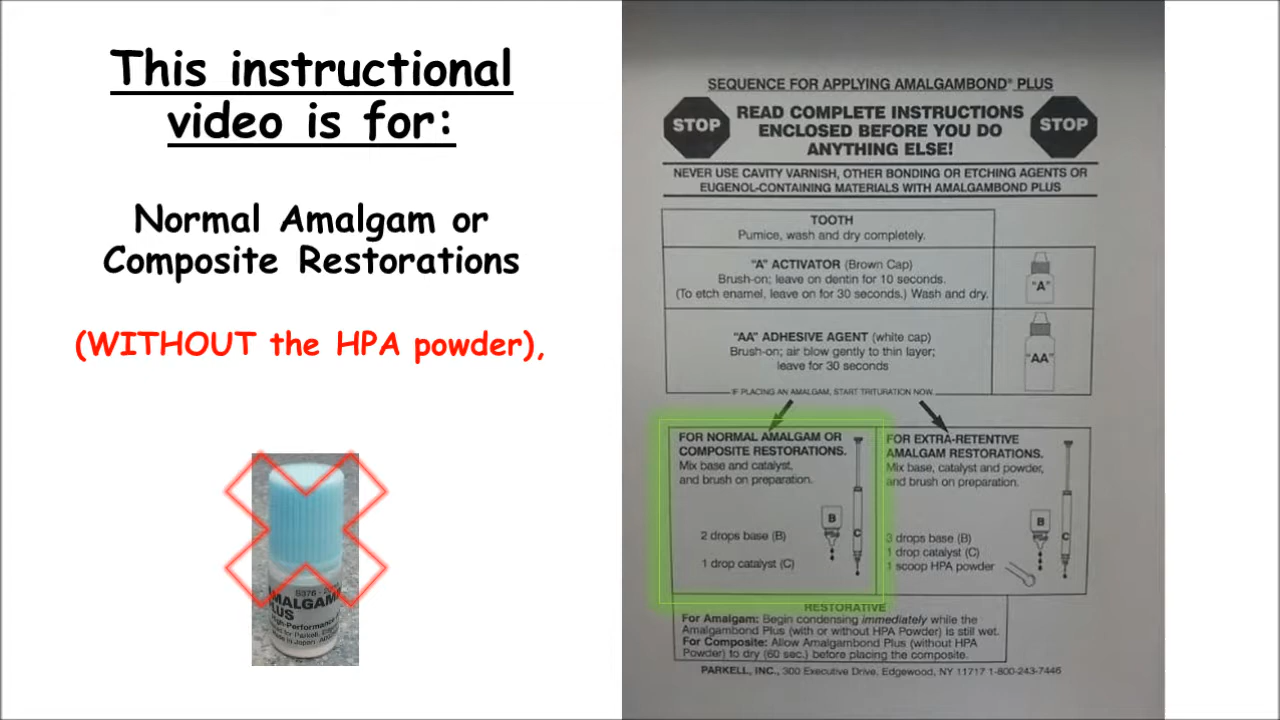 This instructional
video is for:
Normal Amalgam or
Composite Restorations
(WITHOUT the HPA powder),
SEQUENCE FOR APPLYING AMALGAMBOND® PLUS
STOP
READ COMPLETE INSTRUCTIONS
ENCLOSED BEFORE YOU DO
ANYTHING ELSE!
STOP
NEVER USE CAVITY VARNISH, OTHER BONDING OR ETCHING AGENTS OR
EUGENOL-CONTAINING MATERIALS WITH AMALGAMBOND PLUS
TOOTH
Pumice, wash and dry completely.
"A" ACTIVATOR (Brown Cap)
Brush-on; leave on dentin for 10 seconds.
(To etch enamel, leave on for 30 seconds.) Wash and dry.
"A"
"AA" ADHESIVE AGENT (white cap)
Brush-on; air blow gently to thin layer;
leave for 30 seconds
"AA"
IF PLACING AN AMALGAM, START TRITURATION NOW
FOR NORMAL AMALGAM OR
COMPOSITE RESTORATIONS.
Mix base and catalyst,
and brush on preparation.
2 drops base (B)
1 drop catalyst (C)
B
C
FOR EXTRA-RETENTIVE
AMALGAM RESTORATIONS.
Mix base, catalyst and powder,
and brush on preparation.
3 drops base (B)
1 drop catalyst (C)
1 scoop HPA powder
B
C
RESTORATIVE
For Amalgam: Begin condensing immediately while the
Amalgambond Plus (with or without HPA Powder) is still wet.
For Composite: Allow Amalgambond Plus (without HPA
Powder) to dry (60 sec.) before placing the composite.
PARKELL, INC., 300 Executive Drive, Edgewood, NY 11717 1-800-243-7446
S376
AMALGAM
PLUS
High-Performance
for Parkell,
Made in Japan